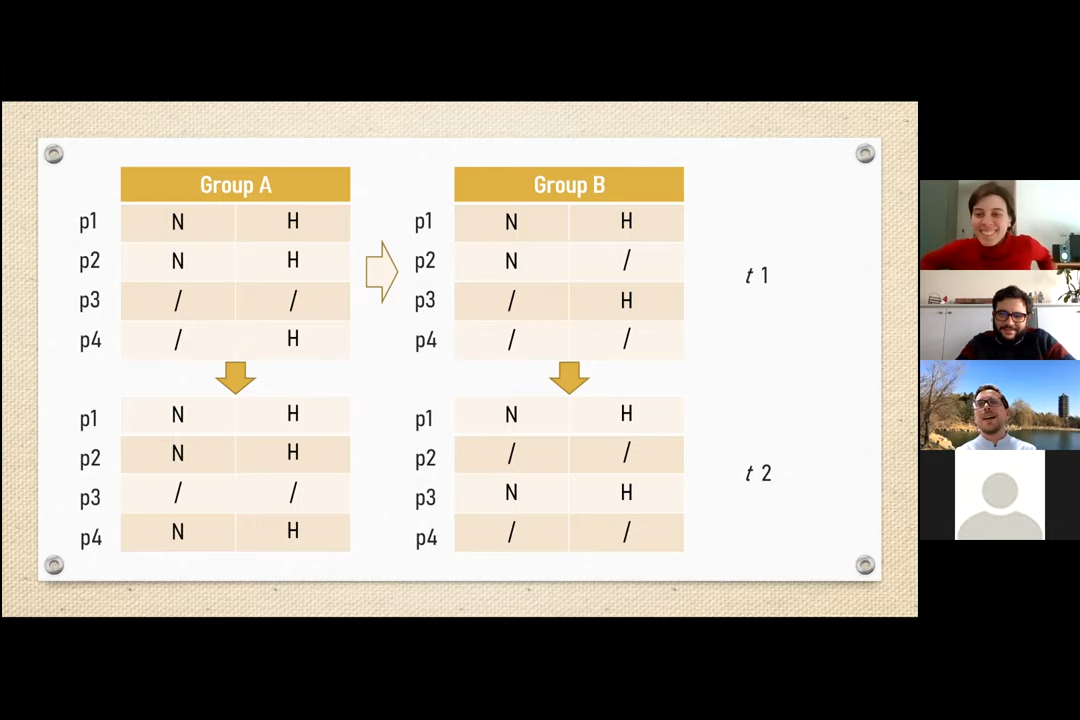 Group A Group B
p1 N H p1 N H
p2 N H p2 N /
t 1
p3 / / p3 / H
p4 / H p4 / /
p1 N H p1 N H
p2 N H p2 / /
t 2
p3 / / p3 N H
p4 N H p4 / /